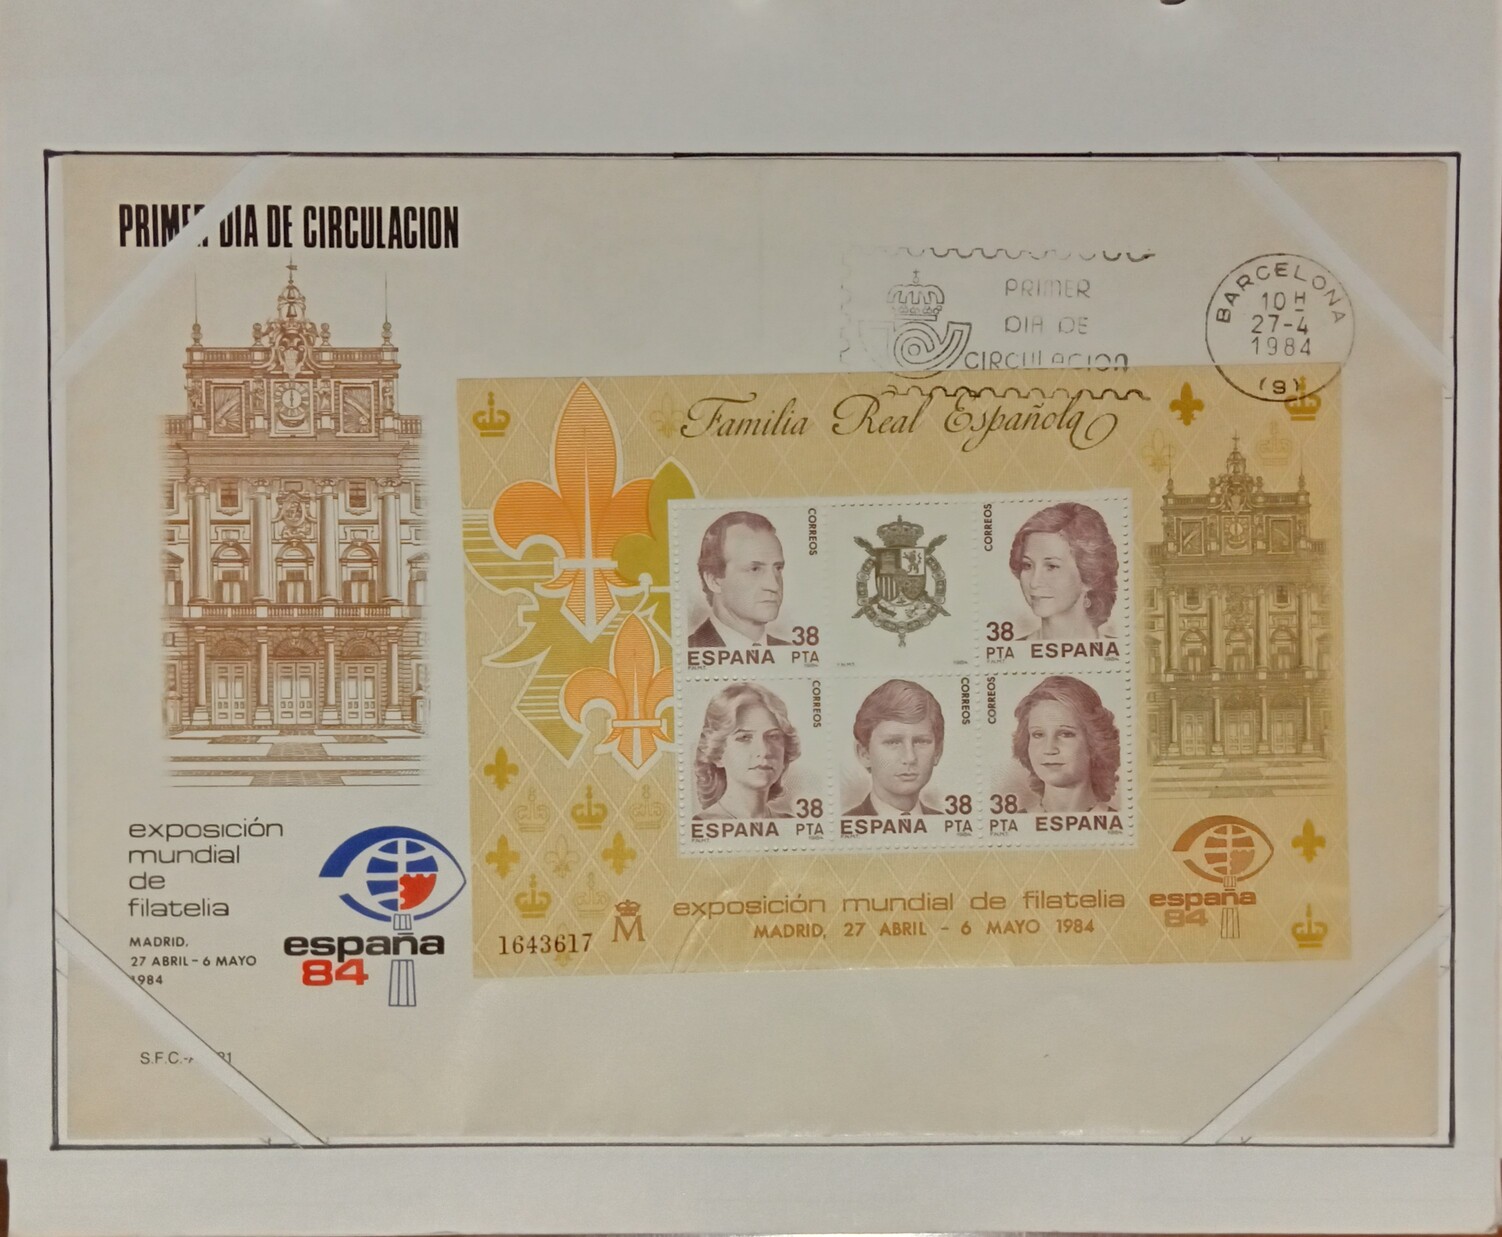 PRIMER DIA DE CIRCULACION
PRIMER
DIA DE
CIRCULACION
BARCELONA
10 H
27-4
1984
(9)
Familia Real Española
CORREOS
38
ESPAÑA PTA
CORREOS
38
PTA ESPAÑA
CORREOS
38
ESPAÑA PTA
CORREOS
38
ESPAÑA PTA
CORREOS
38
PTA ESPAÑA
exposición mundial de filatelia
MADRID, 27 ABRIL - 6 MAYO 1984
1643617
M
española
84
exposición
mundial
de
filatelia
MADRID.
27 ABRIL - 6 MAYO
1984
españa
84
S.F.C.-